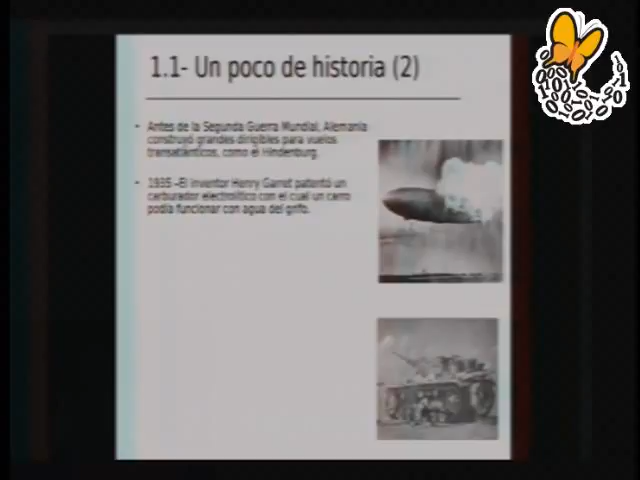 1.1- Un poco de historia (2)
• Antes de la Segunda Guerra Mundial, Alemania
construyó grandes dirigibles para vuelos
transatlánticos, como el Hindenburg.
• 1935 –El inventor Henry Garret patentó un
carburador electrolítico con el cual un carro
podía funcionar con agua del grifo.